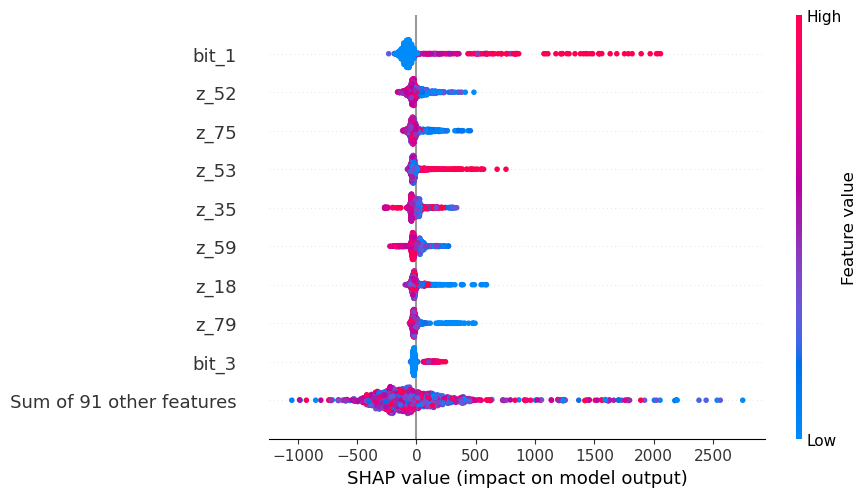 High
bit_1
z_52
z_75
z_53
z_35
z_59
z_18
z_79
bit_3
Sum of 91 other features
Feature value
Low
−1000 −500 0 500 1000 1500 2000 2500
SHAP value (impact on model output)